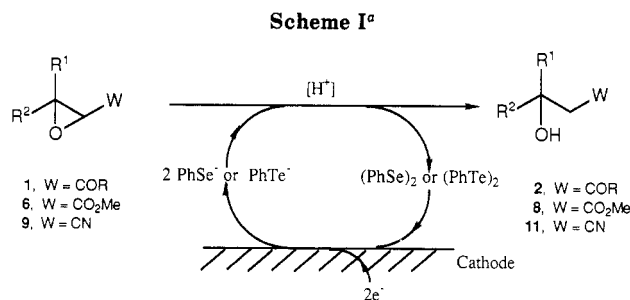 Scheme I^a
R¹
R²
W
O
[H⁺]
R¹
R²
W
OH
2 PhSe⁻ or PhTe⁻
(PhSe)₂ or (PhTe)₂
1, W = COR
6, W = CO₂Me
9, W = CN
2, W = COR
8, W = CO₂Me
11, W = CN
Cathode
2e⁻